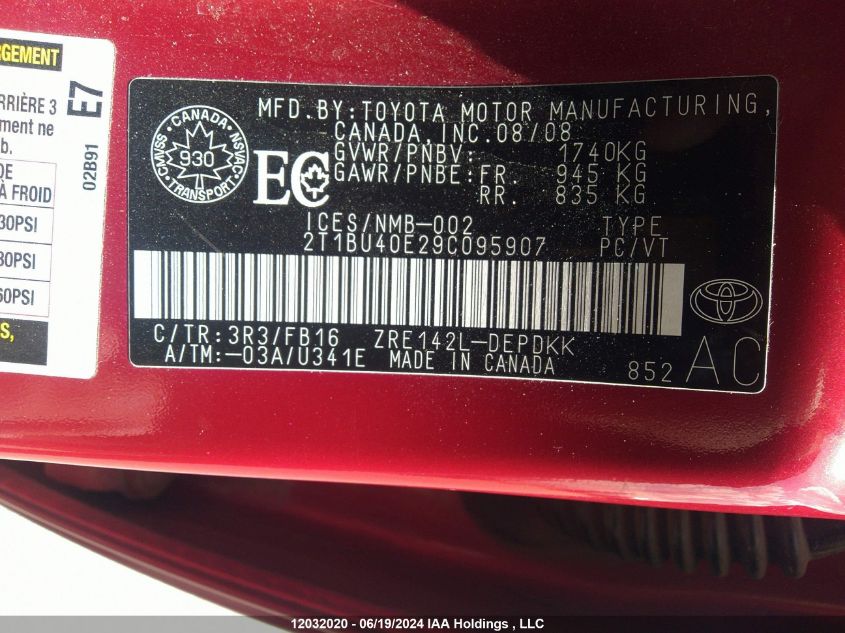 RGEMENT
RRIÈRE 3
ment ne
b.
DE
À FROID
30PSI
30PSI
60PSI
S,
E7
02B91
MFD.BY:TOYOTA MOTOR MANUFACTURING,
CANADA, INC.08/08
GVWR/PNBV: 1740KG
GAWR/PNBE:FR. 945 KG
RR. 835 KG
CANADA
CMVSS
NSVAC
930
TRANSPORT
EC
ICES/NMB-002 TYPE
2T1BU40E29C095907 PC/VT
C/TR:3R3/FB16 ZRE142L-DEPDKK
A/TM:-03A/U341E MADE IN CANADA
852 AC
12032020 - 06/19/2024 IAA Holdings , LLC